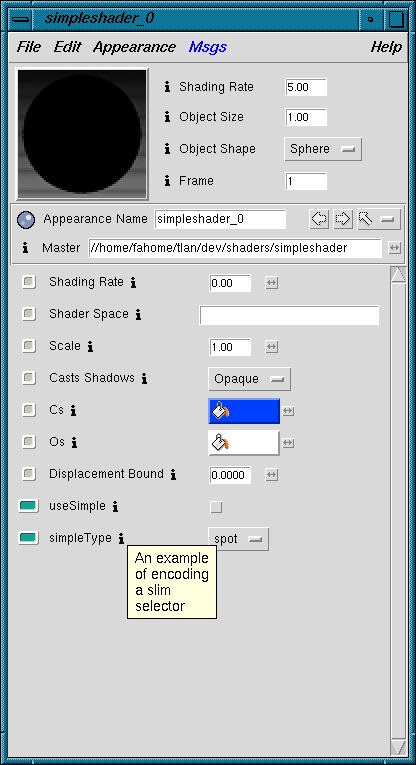 simpleshader_0
File Edit Appearance Msgs Help
Shading Rate 5.00
Object Size 1.00
Object Shape Sphere
Frame 1
Appearance Name simpleshader_0
Master //home/fahome/tlan/dev/shaders/simpleshader
Shading Rate 0.00
Shader Space
Scale 1.00
Casts Shadows Opaque
Cs
Os
Displacement Bound 0.0000
useSimple
simpleType spot
An example
of encoding
a slim
selector